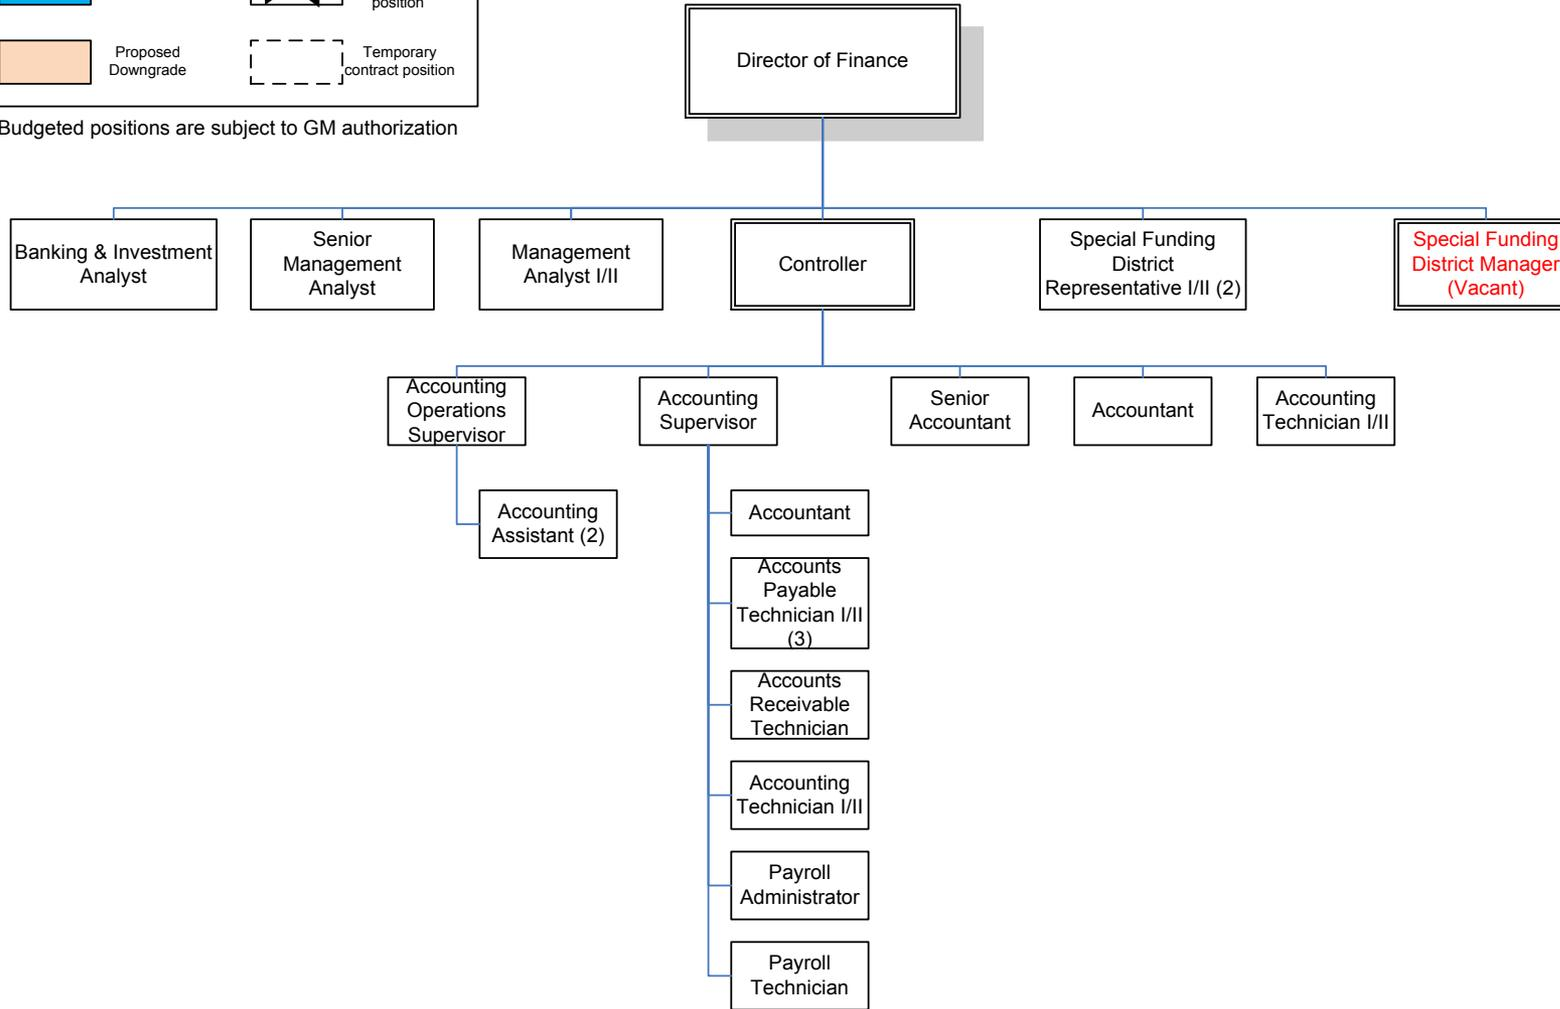 position
Proposed
Downgrade
Temporary
contract position
Budgeted positions are subject to GM authorization
Director of Finance
Banking & Investment
Analyst
Senior
Management
Analyst
Management
Analyst I/II
Controller
Special Funding
District
Representative I/II (2)
Special Funding
District Manager
(Vacant)
Accounting
Operations
Supervisor
Accounting
Supervisor
Senior
Accountant
Accountant
Accounting
Technician I/II
Accounting
Assistant (2)
Accountant
Accounts
Payable
Technician I/II
(3)
Accounts
Receivable
Technician
Accounting
Technician I/II
Payroll
Administrator
Payroll
Technician